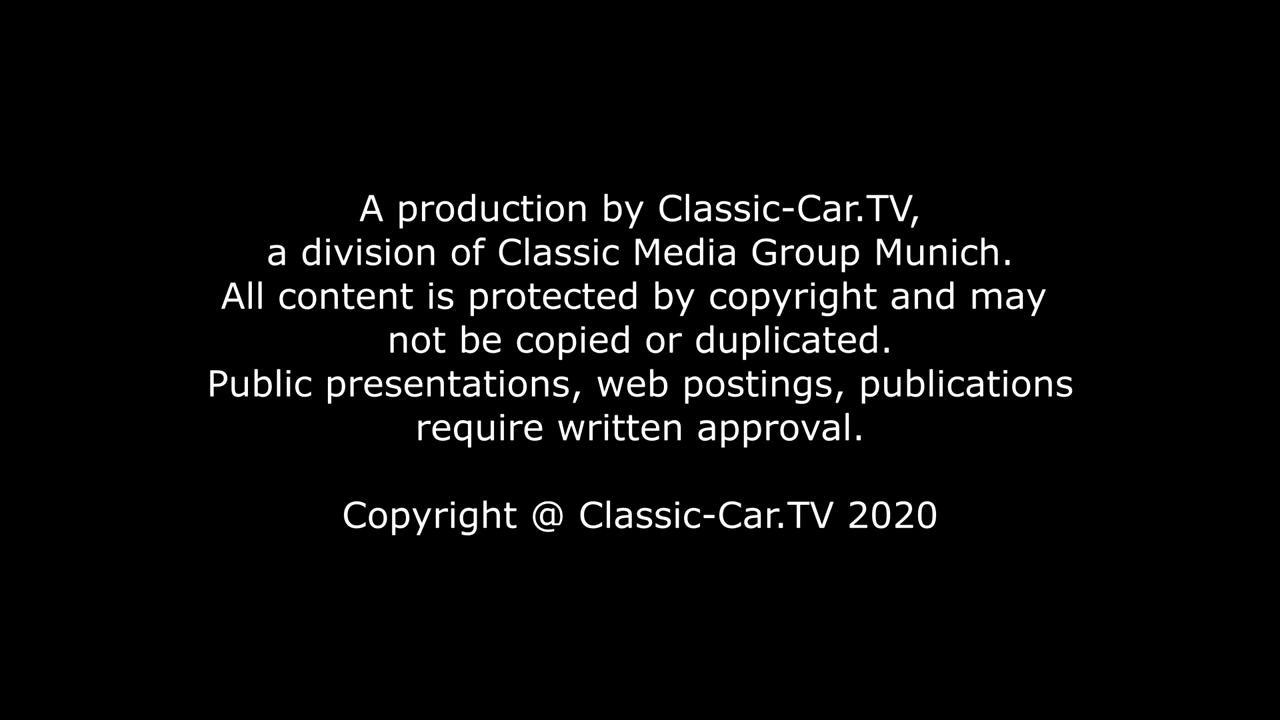 A production by Classic-Car.TV,
a division of Classic Media Group Munich.
All content is protected by copyright and may
not be copied or duplicated.
Public presentations, web postings, publications
require written approval.
Copyright @ Classic-Car.TV 2020